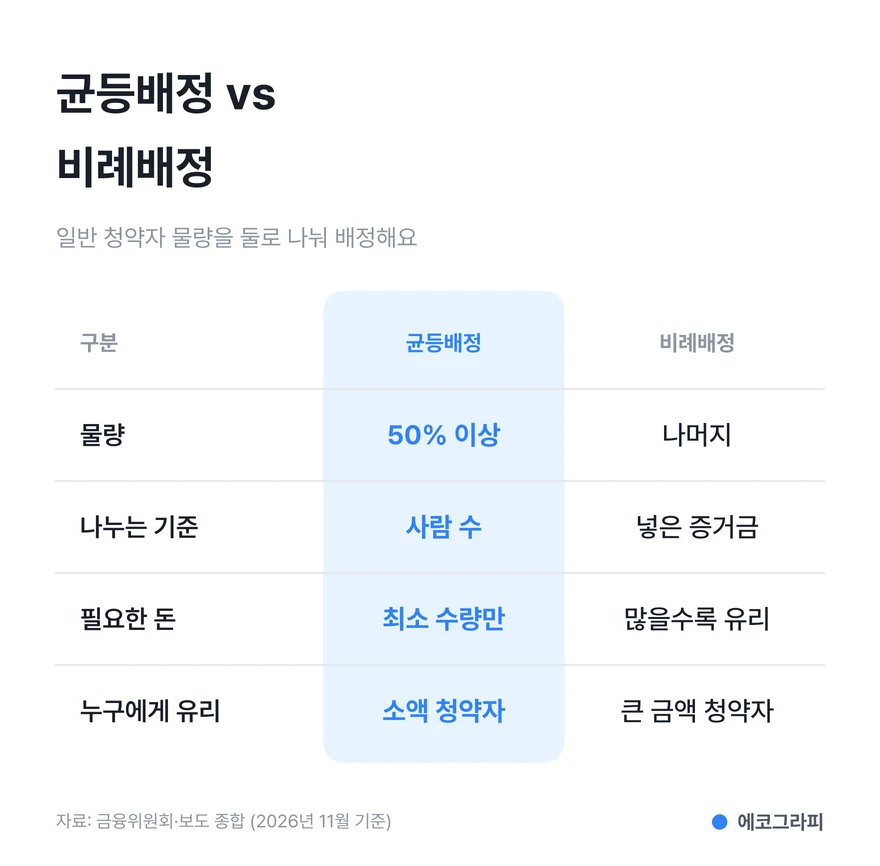 균등배정 vs
비례배정
일반 청약자 물량을 둘로 나눠 배정해요
구분 균등배정 비례배정
물량 50% 이상 나머지
나누는 기준 사람 수 넣은 증거금
필요한 돈 최소 수량만 많을수록 유리
누구에게 유리 소액 청약자 큰 금액 청약자
자료: 금융위원회·보도 종합 (2026년 11월 기준) 에코그라피